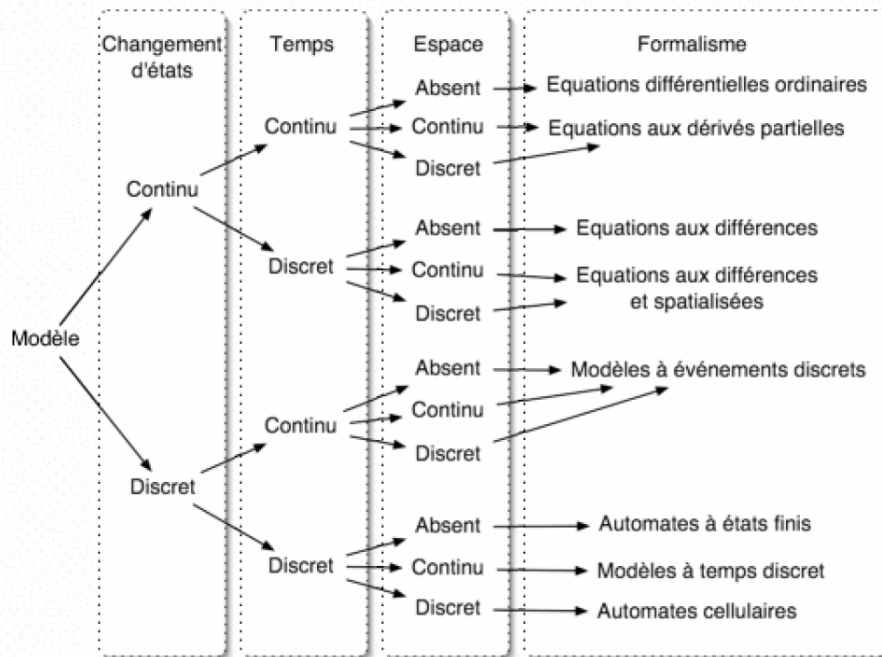 Changement
d'états
Temps
Espace
Formalisme
Absent
Equations différentielles ordinaires
Continu
Continu
Equations aux dérivés partielles
Discret
Continu
Absent
Equations aux différences
Discret
Continu
Equations aux différences
et spatialisées
Discret
Modèle
Absent
Modèles à événements discrets
Continu
Continu
Discret
Discret
Absent
Automates à états finis
Discret
Continu
Modèles à temps discret
Discret
Automates cellulaires